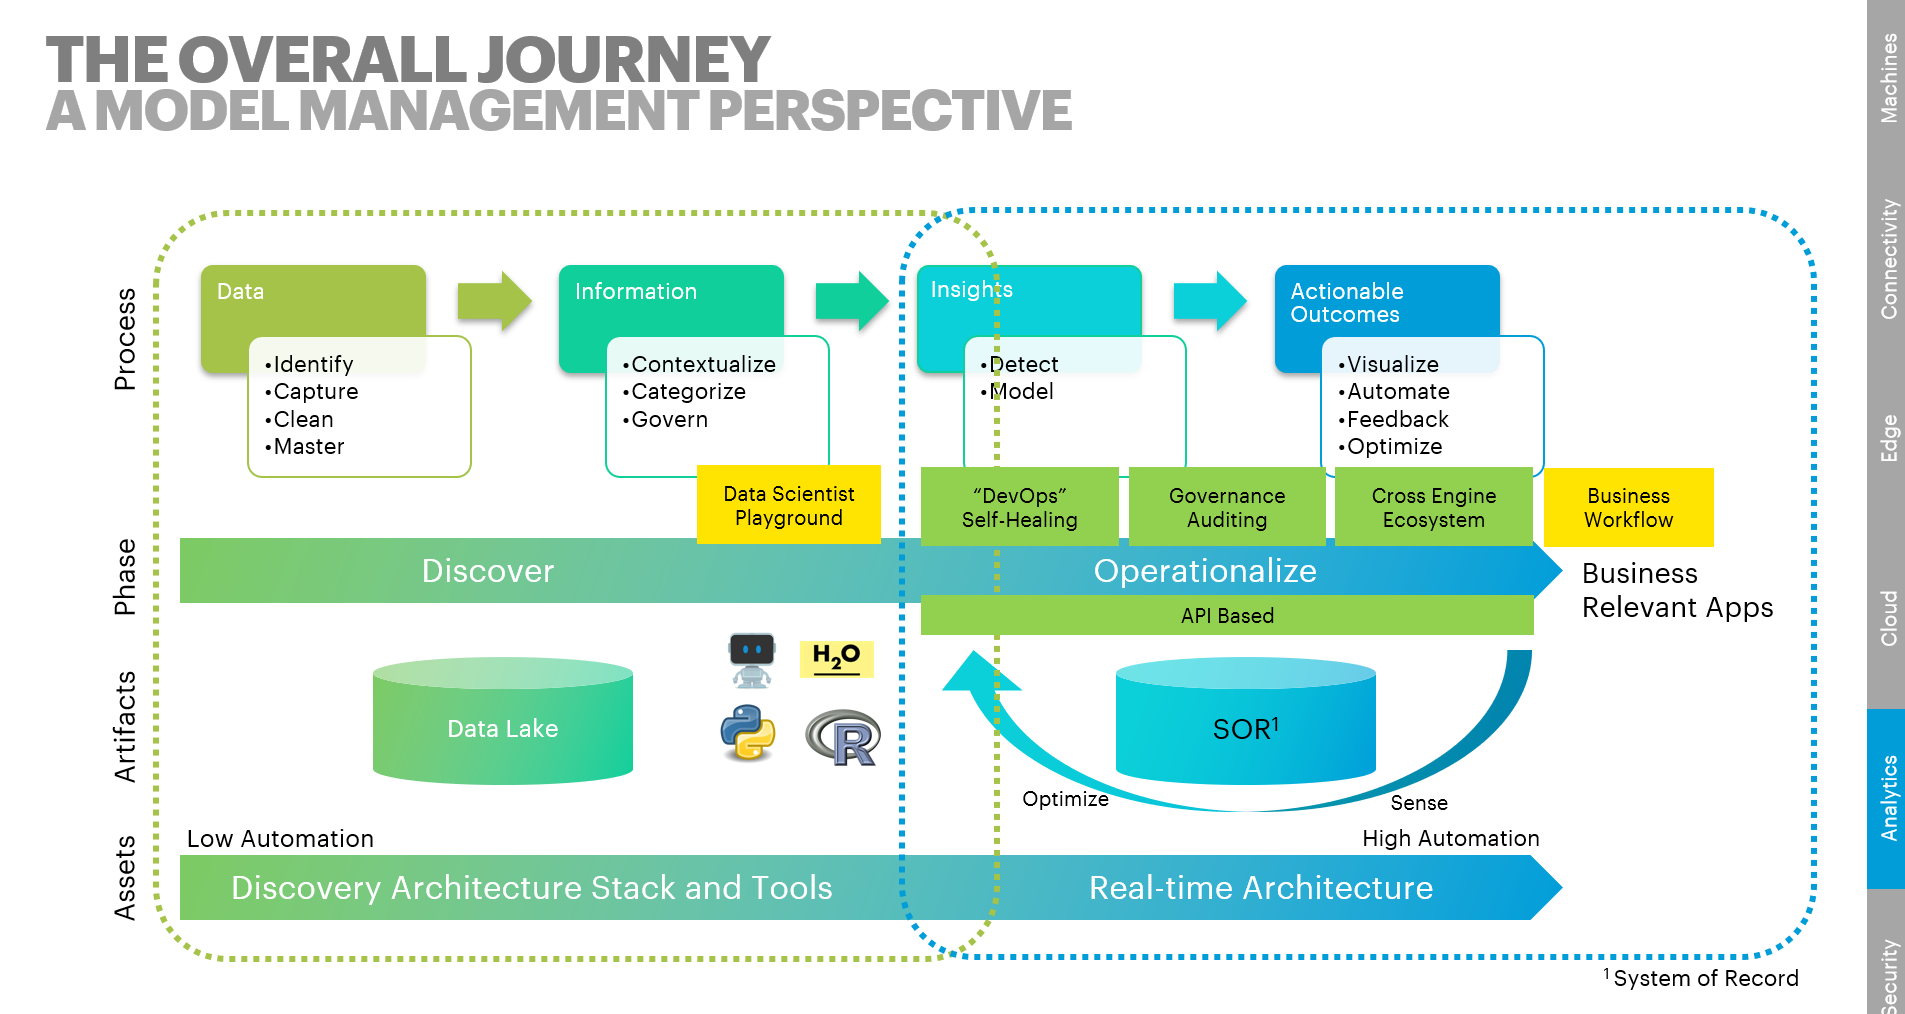 THE OVERALL JOURNEY
A MODEL MANAGEMENT PERSPECTIVE
Process
Data
•Identify
•Capture
•Clean
•Master
Information
•Contextualize
•Categorize
•Govern
Insights
•Detect
•Model
Actionable
Outcomes
•Visualize
•Automate
•Feedback
•Optimize
Data Scientist
Playground
“DevOps”
Self-Healing
Governance
Auditing
Cross Engine
Ecosystem
Business
Workflow
Phase
Discover
Operationalize
Business
Relevant Apps
API Based
Artifacts
Data Lake
H2O
R
SOR¹
Optimize
Sense
Assets
Low Automation
High Automation
Discovery Architecture Stack and Tools
Real-time Architecture
¹ System of Record
Machines
Connectivity
Edge
Cloud
Analytics
Security